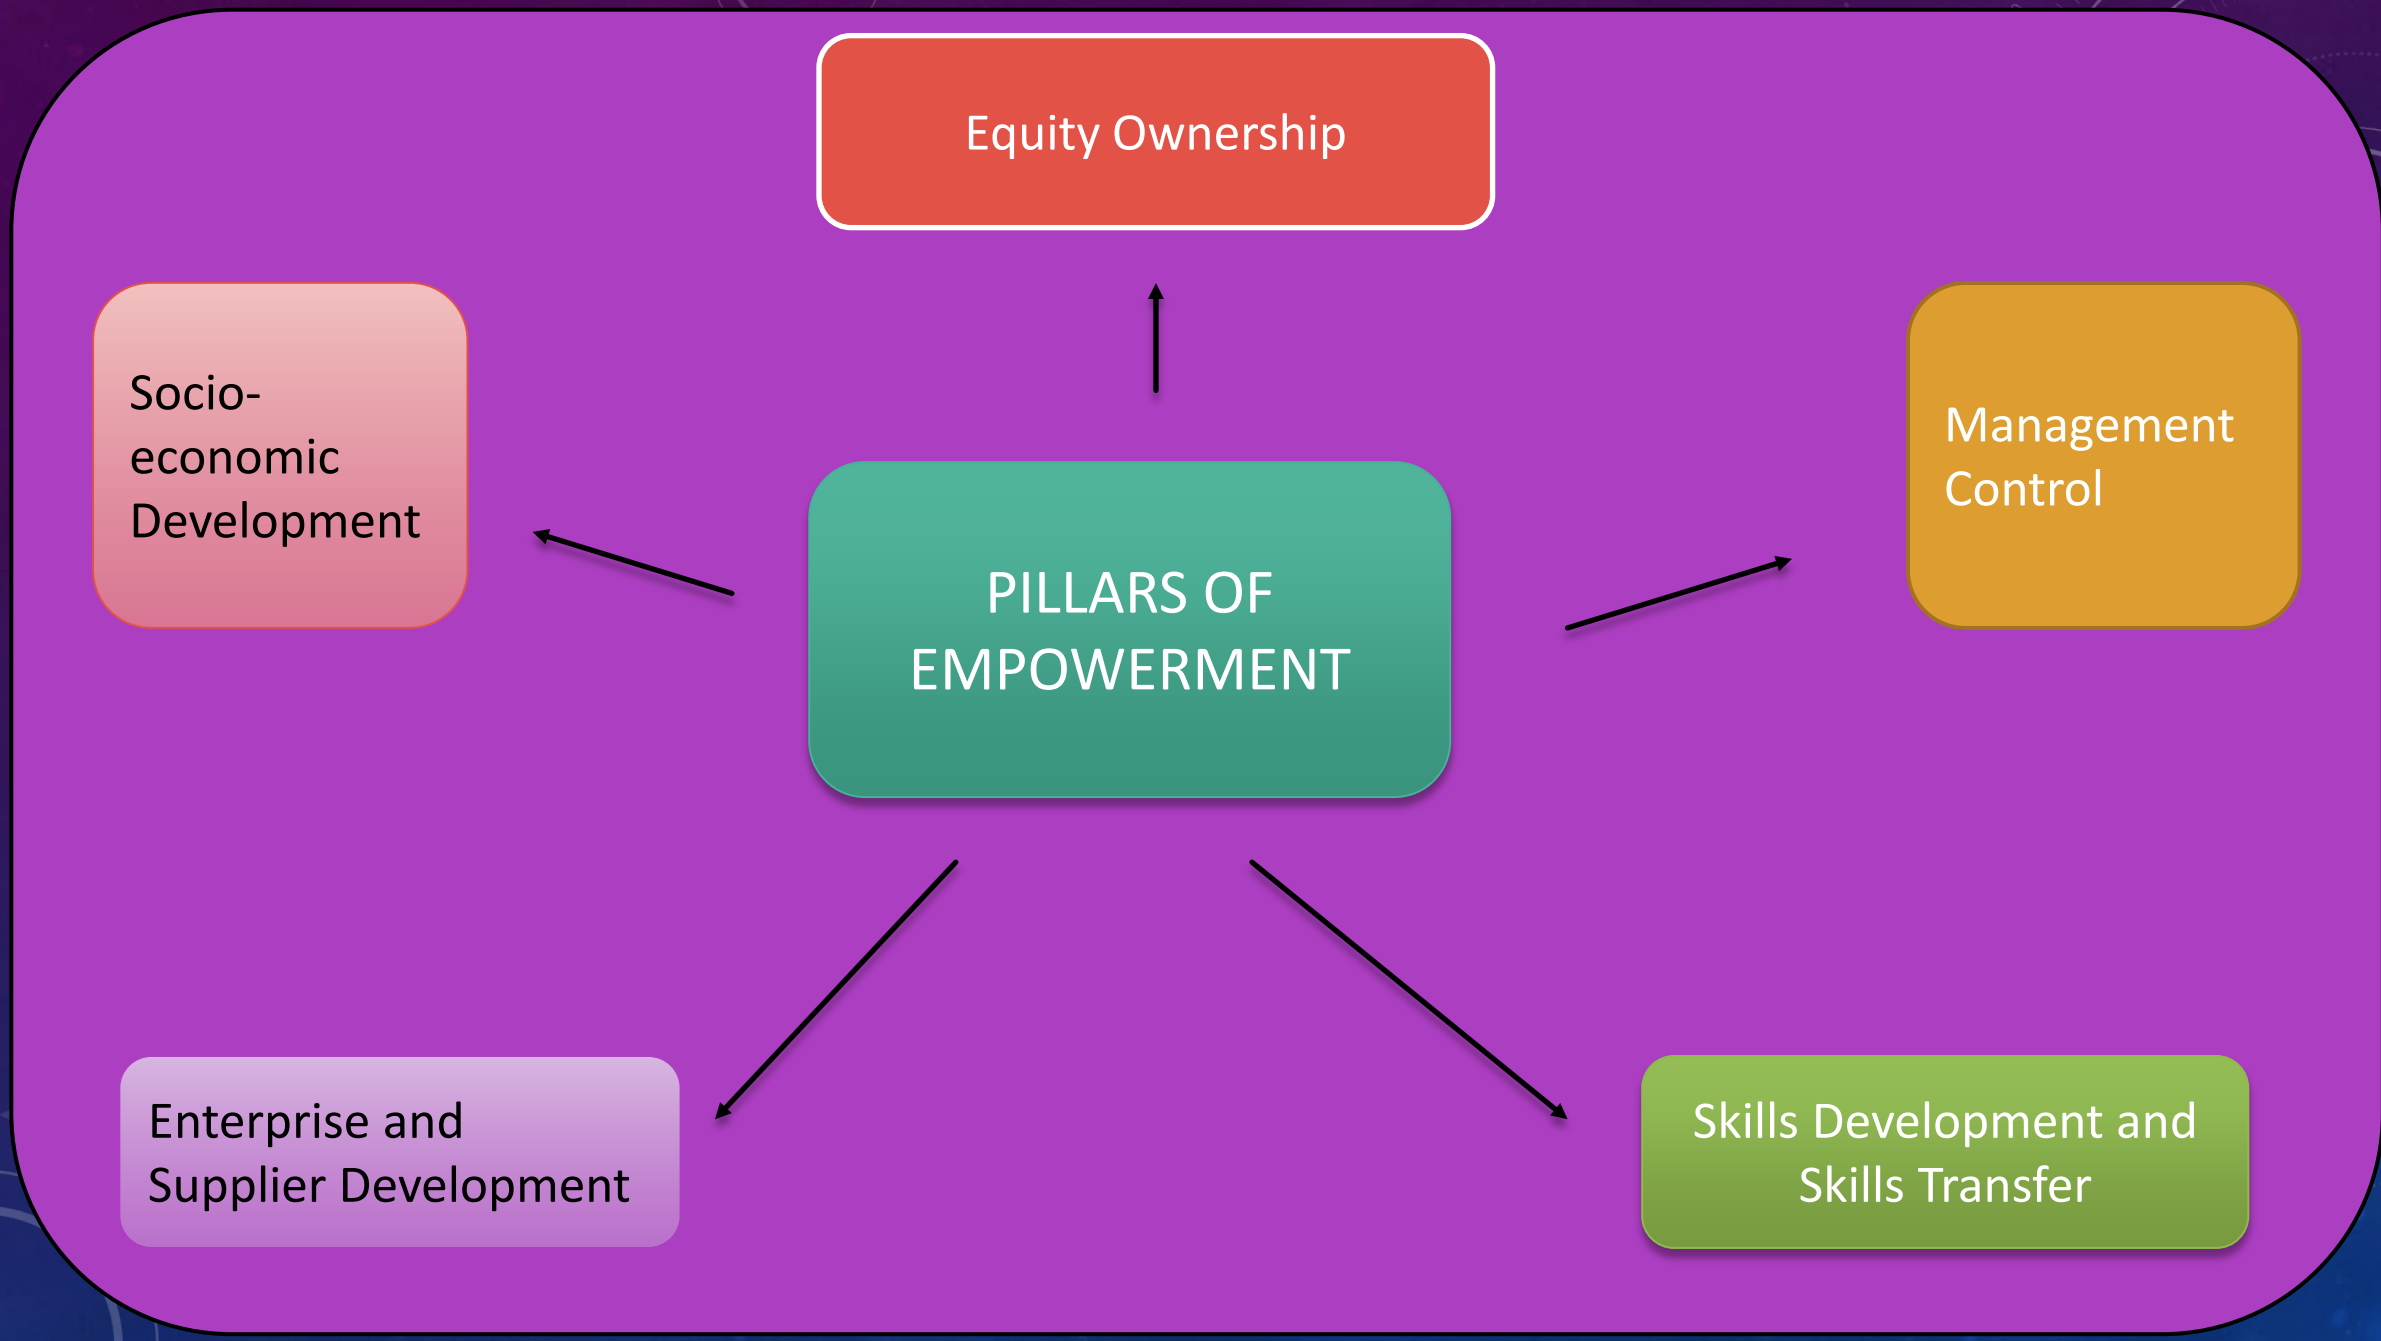 Equity Ownership
Socio-
economic
Development
Management
Control
PILLARS OF
EMPOWERMENT
Enterprise and
Supplier Development
Skills Development and
Skills Transfer